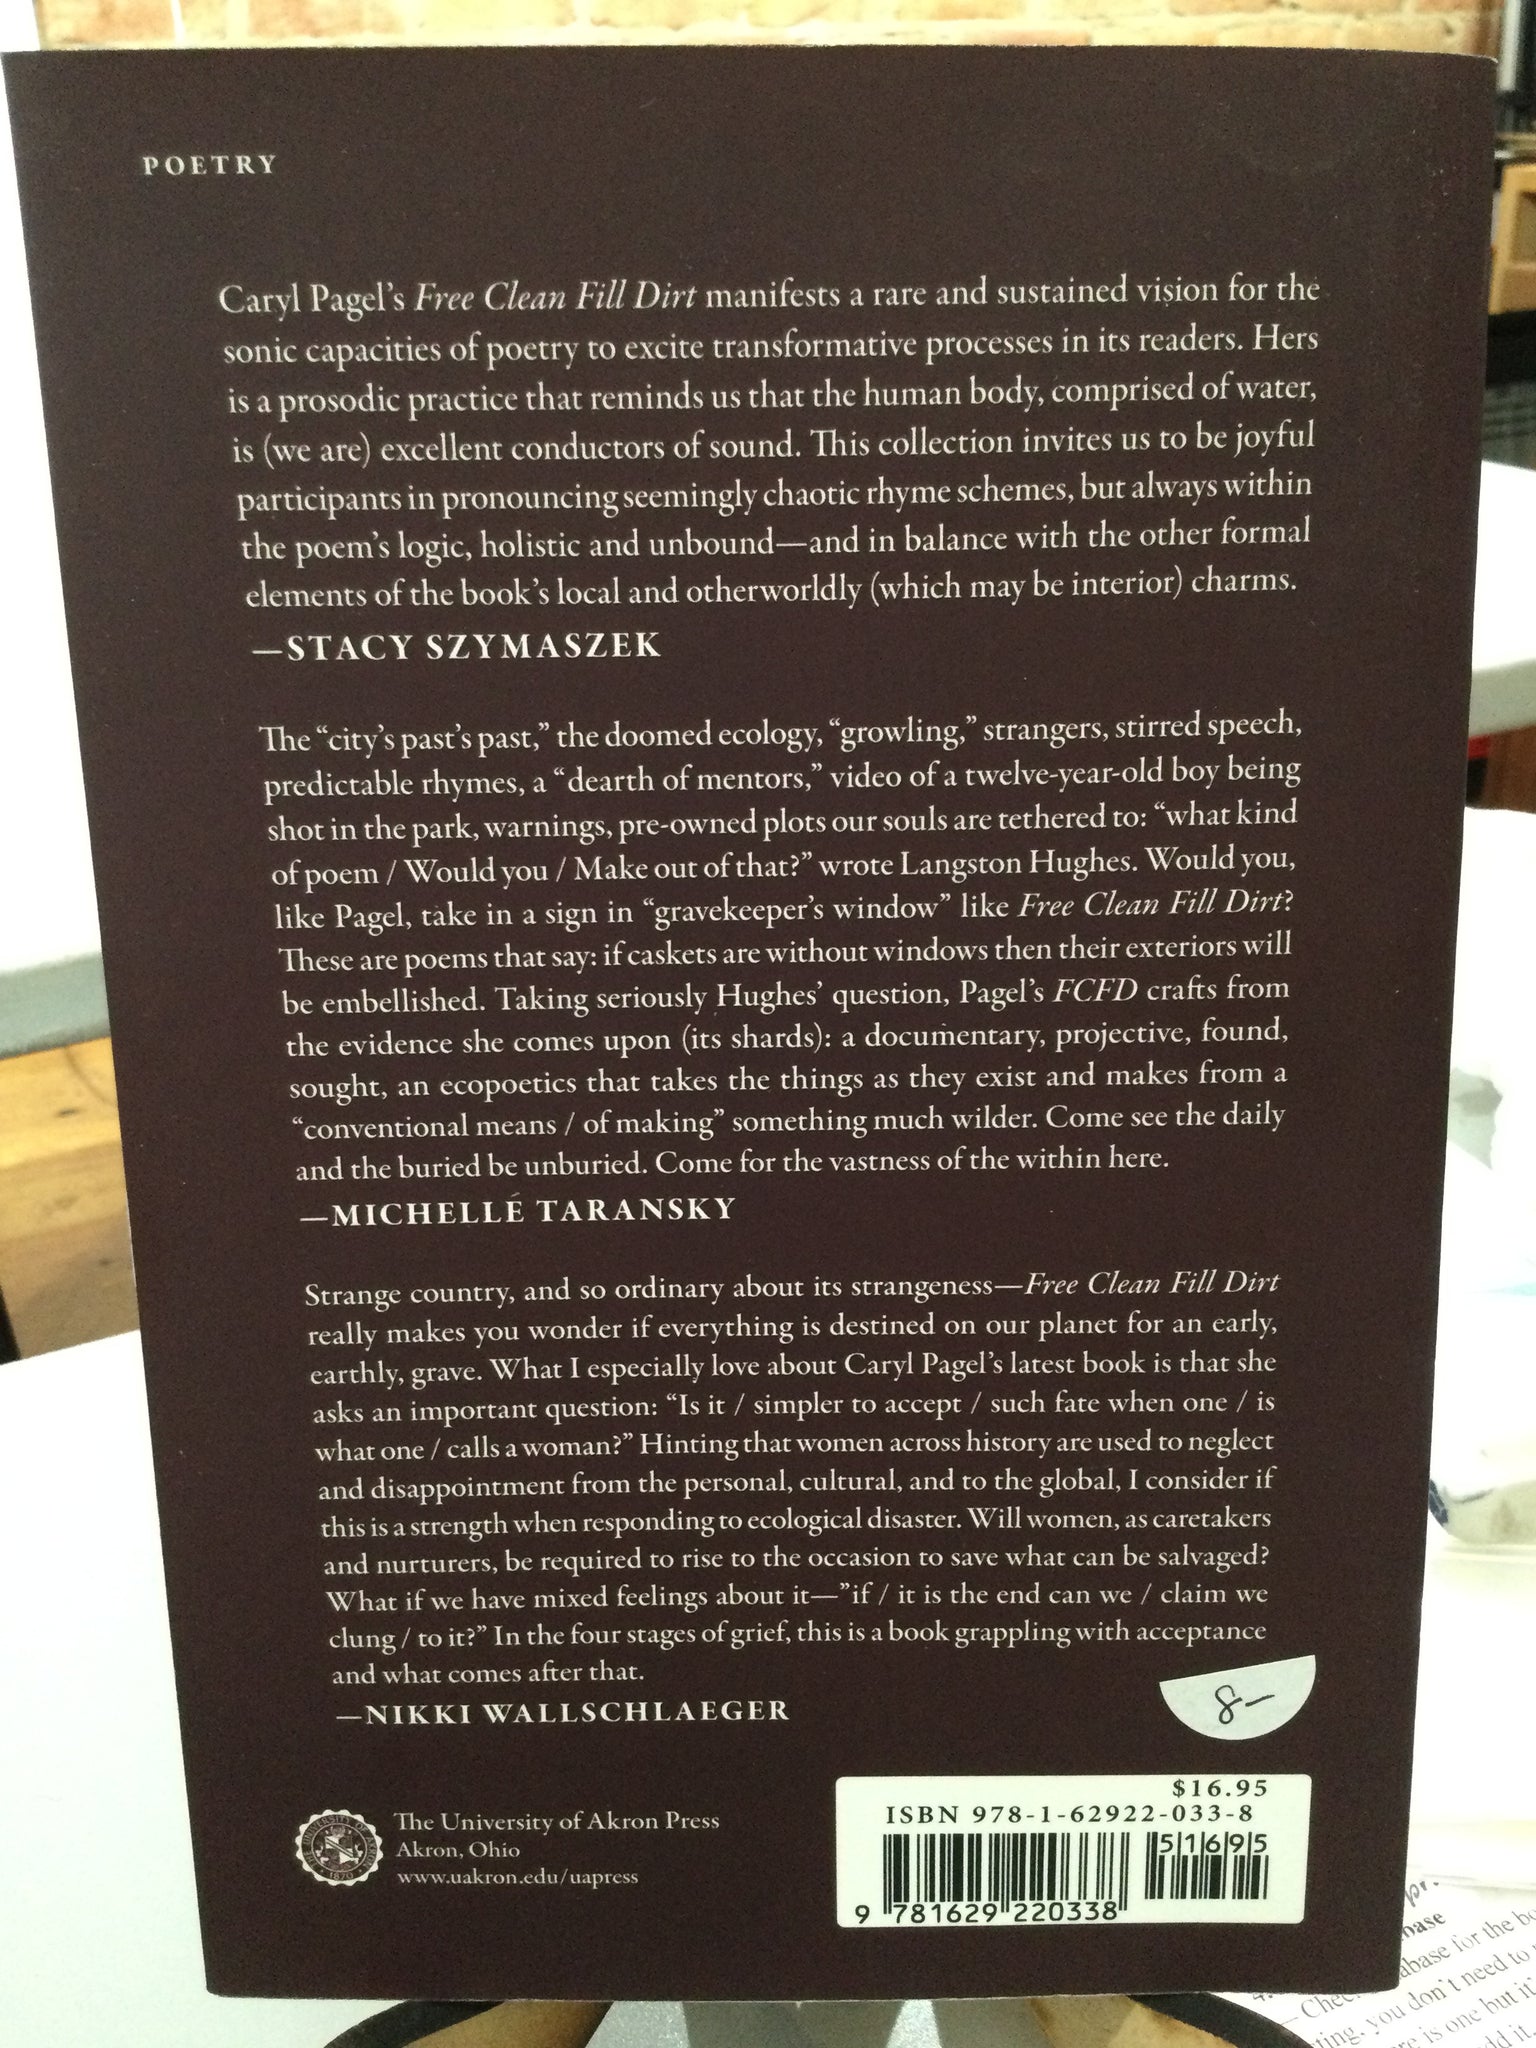 POETRY
Caryl Pagel's Free Clean Fill Dirt manifests a rare and sustained vision for the
sonic capacities of poetry to excite transformative processes in its readers. Hers
is a prosodic practice that reminds us that the human body, comprised of water,
is (we are) excellent conductors of sound. This collection invites us to be joyful
participants in pronouncing seemingly chaotic rhyme schemes, but always within
the poem's logic, holistic and unbound—and in balance with the other formal
elements of the book's local and otherworldly (which may be interior) charms.
—STACY SZYMASZEK
The “city's past's past,” the doomed ecology, “growling,” strangers, stirred speech,
predictable rhymes, a “dearth of mentors,” video of a twelve-year-old boy being
shot in the park, warnings, pre-owned plots our souls are tethered to: “what kind
of poem / Would you / Make out of that?” wrote Langston Hughes. Would you,
like Pagel, take in a sign in “gravekeeper's window” like Free Clean Fill Dirt?
These are poems that say: if caskets are without windows then their exteriors will
be embellished. Taking seriously Hughes' question, Pagel's FCFD crafts from
the evidence she comes upon (its shards): a documentary, projective, found,
sought, an ecopoetics that takes the things as they exist and makes from a
“conventional means / of making” something much wilder. Come see the daily
and the buried be unburied. Come for the vastness of the within here.
—MICHELLE TARANSKY
Strange country, and so ordinary about its strangeness—Free Clean Fill Dirt
really makes you wonder if everything is destined on our planet for an early,
earthly, grave. What I especially love about Caryl Pagel's latest book is that she
asks an important question: “Is it / simpler to accept / such fate when one / is
what one / calls a woman?” Hinting that women across history are used to neglect
and disappointment from the personal, cultural, and to the global, I consider if
this is a strength when responding to ecological disaster. Will women, as caretakers
and nurturers, be required to rise to the occasion to save what can be salvaged?
What if we have mixed feelings about it—”if / it is the end can we / claim we
clung / to it?” In the four stages of grief, this is a book grappling with acceptance
and what comes after that.
—NIKKI WALLSCHLAEGER
8—
The University of Akron Press
Akron, Ohio
www.uakron.edu/uapress
$16.95
ISBN 978-1-62922-033-8
51695
9 781629 220338
for the
you don't need to
is one but it